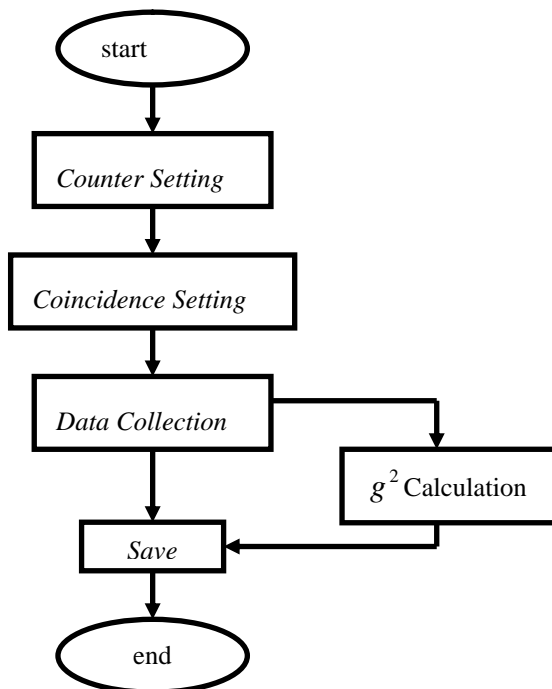 start
Counter Setting
Coincidence Setting
Data Collection
g² Calculation
Save
end